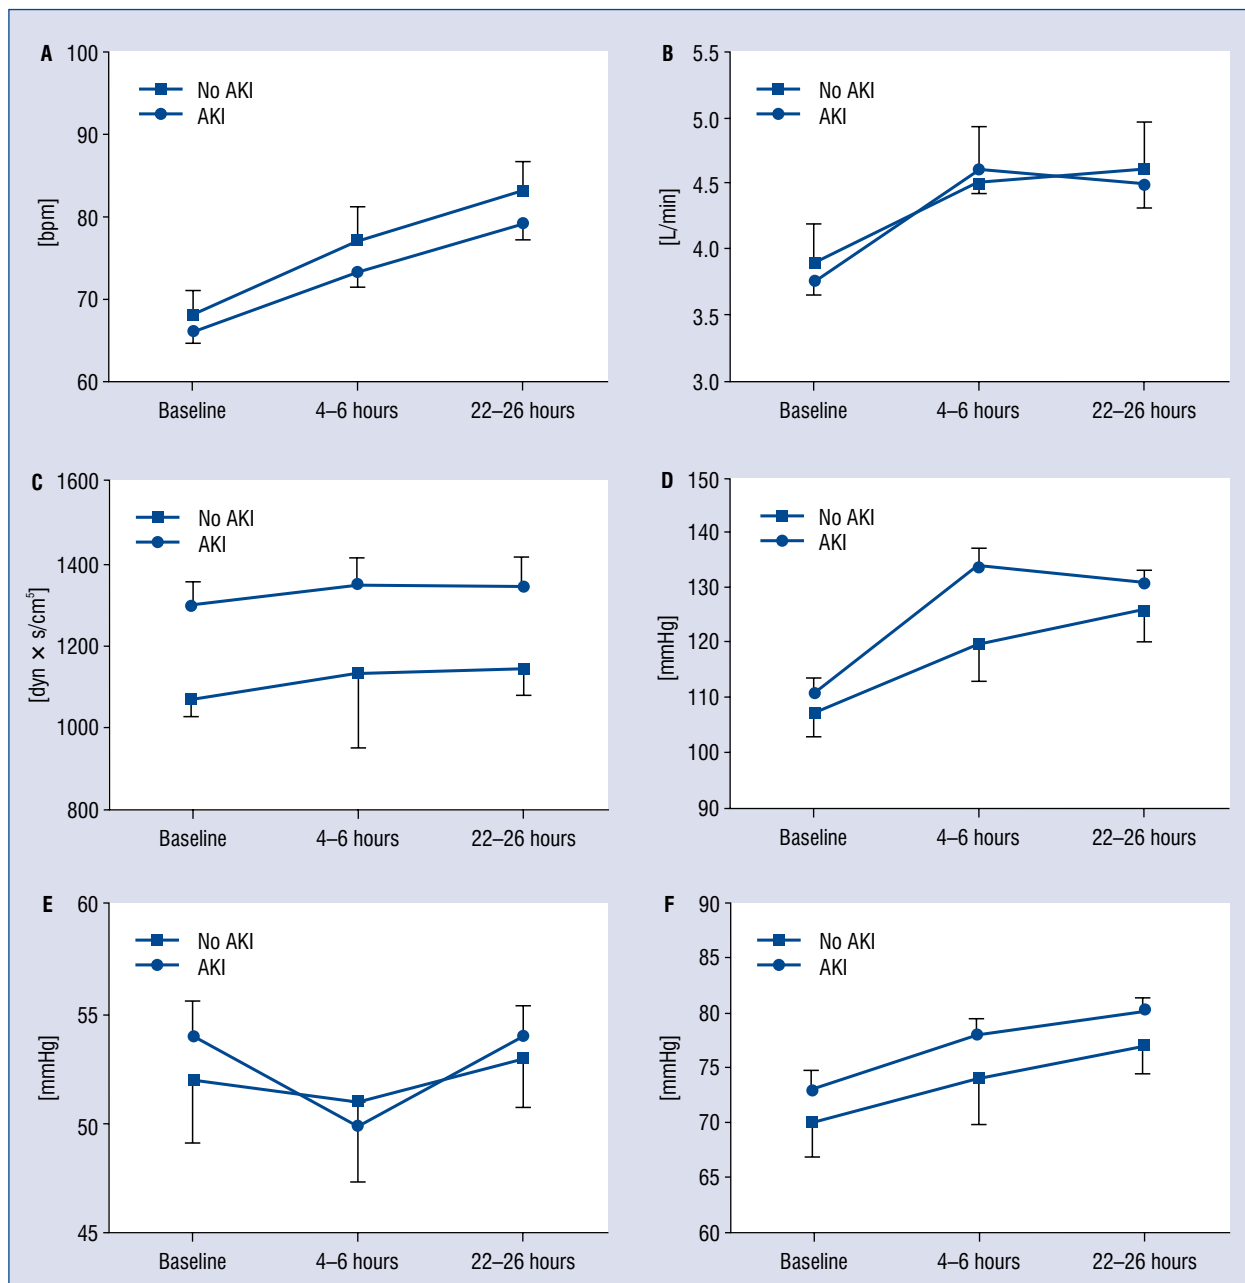 A
100
90
80
70
60
[bpm]
No AKI
AKI
Baseline
4–6 hours
22–26 hours
B
5.5
5.0
4.5
4.0
3.5
3.0
[L/min]
No AKI
AKI
Baseline
4–6 hours
22–26 hours
C
1600
1400
1200
1000
800
[dyn × s/cm⁵]
No AKI
AKI
Baseline
4–6 hours
22–26 hours
D
150
140
130
120
110
100
90
[mmHg]
No AKI
AKI
Baseline
4–6 hours
22–26 hours
E
60
55
50
45
[mmHg]
No AKI
AKI
Baseline
4–6 hours
22–26 hours
F
90
85
80
75
70
65
60
[mmHg]
No AKI
AKI
Baseline
4–6 hours
22–26 hours